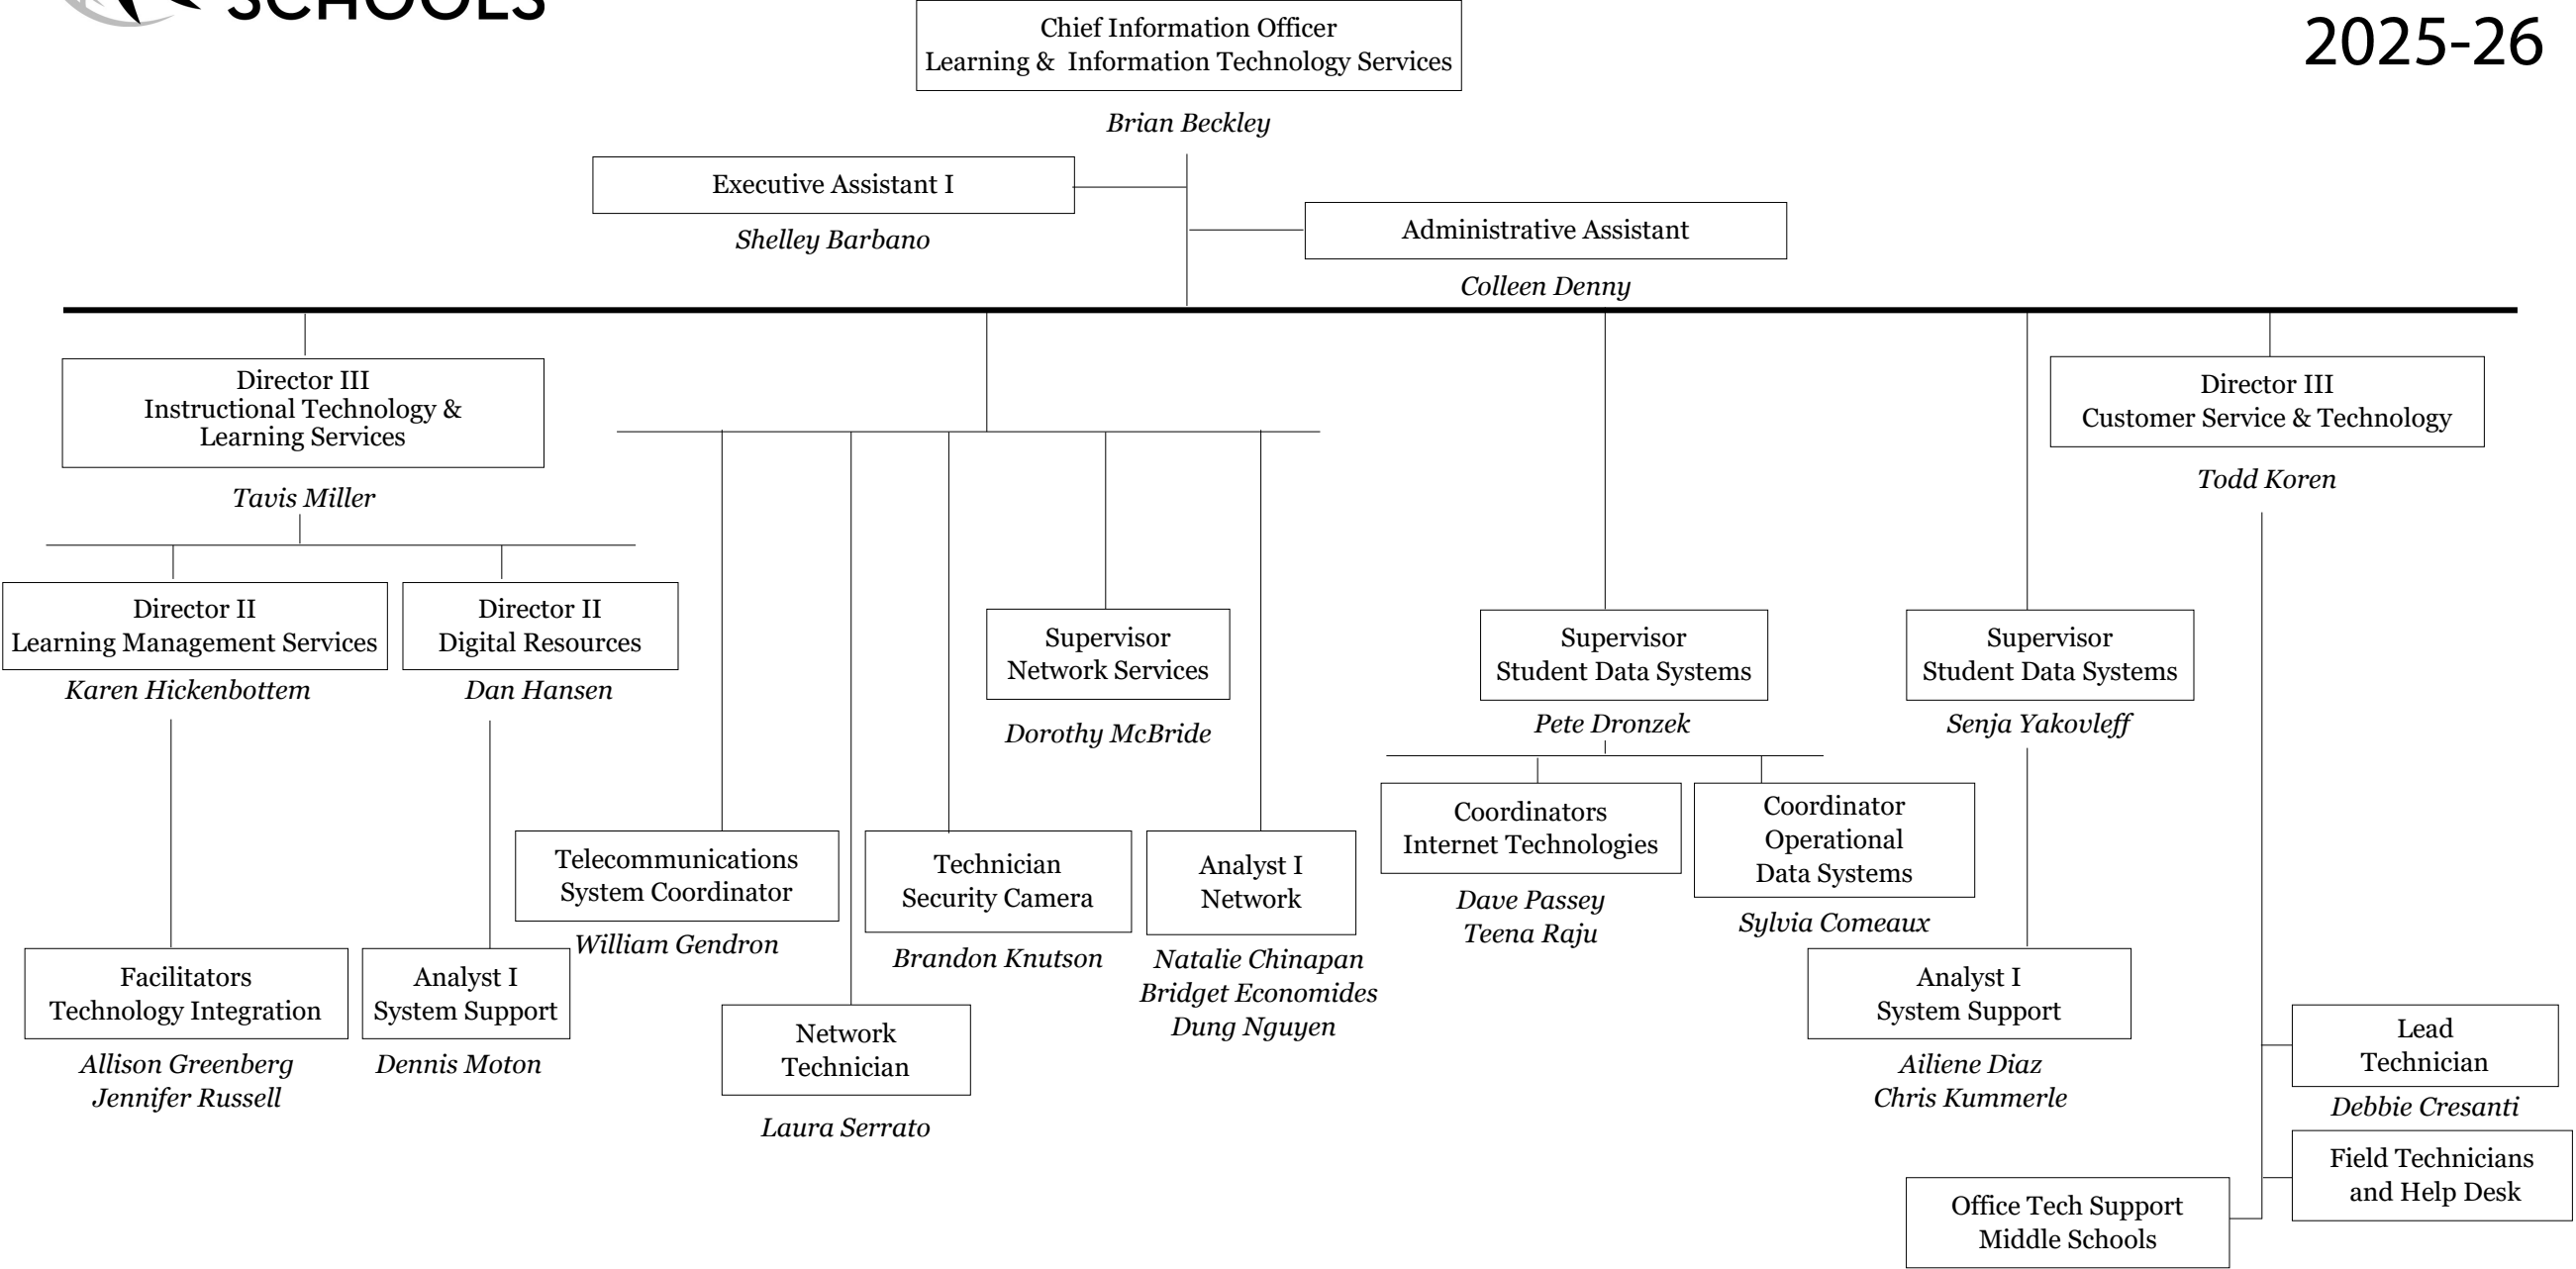 SCHOOLS
2025-26
Chief Information Officer
Learning & Information Technology Services
Brian Beckley
Executive Assistant I
Shelley Barbano
Administrative Assistant
Colleen Denny
Director III
Instructional Technology &
Learning Services
Tavis Miller
Director III
Customer Service & Technology
Todd Koren
Director II
Learning Management Services
Karen Hickenbottem
Director II
Digital Resources
Dan Hansen
Supervisor
Network Services
Dorothy McBride
Supervisor
Student Data Systems
Pete Dronzek
Supervisor
Student Data Systems
Senja Yakovleff
Telecommunications
System Coordinator
William Gendron
Technician
Security Camera
Brandon Knutson
Analyst I
Network
Natalie Chinapan
Bridget Economides
Dung Nguyen
Coordinators
Internet Technologies
Dave Passey
Teena Raju
Coordinator
Operational
Data Systems
Sylvia Comeaux
Facilitators
Technology Integration
Allison Greenberg
Jennifer Russell
Analyst I
System Support
Dennis Moton
Network
Technician
Laura Serrato
Analyst I
System Support
Ailiene Diaz
Chris Kummerle
Lead
Technician
Debbie Cresanti
Field Technicians
and Help Desk
Office Tech Support
Middle Schools